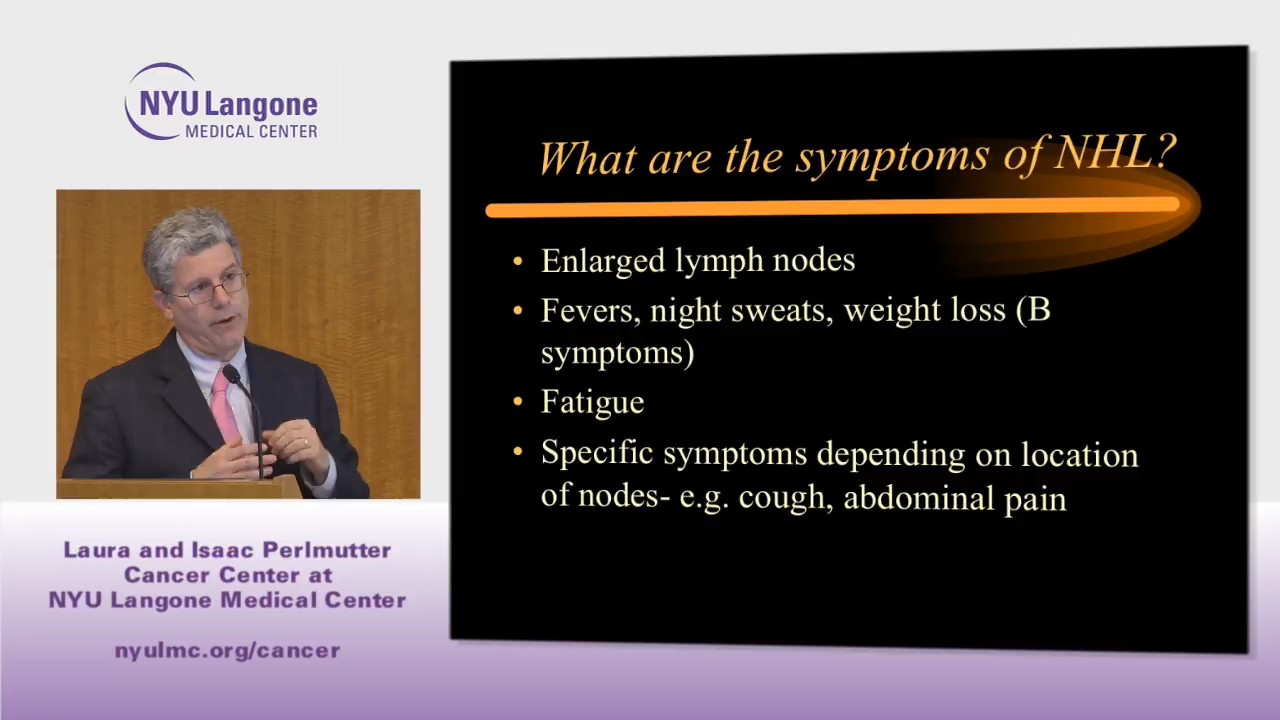 NYU Langone
MEDICAL CENTER
What are the symptoms of NHL?
• Enlarged lymph nodes
• Fevers, night sweats, weight loss (B
symptoms)
• Fatigue
• Specific symptoms depending on location
of nodes- e.g. cough, abdominal pain
Laura and Isaac Perlmutter
Cancer Center at
NYU Langone Medical Center
nyulmc.org/cancer